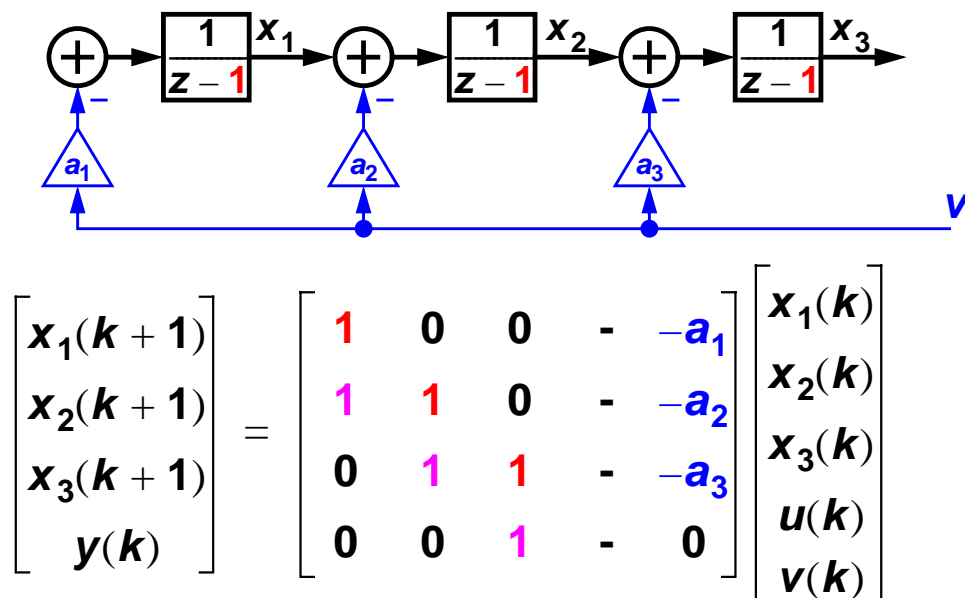 1 x1 1 x2 1 x3
+ + +
z – 1 z – 1 z – 1
– – –
a1 a2 a3
v
x1(k + 1) 1 0 0 - –a1 x1(k)
x2(k + 1) 1 1 0 - –a2 x2(k)
=
x3(k + 1) 0 1 1 - –a3 x3(k)
y(k) 0 0 1 - 0 u(k)
v(k)